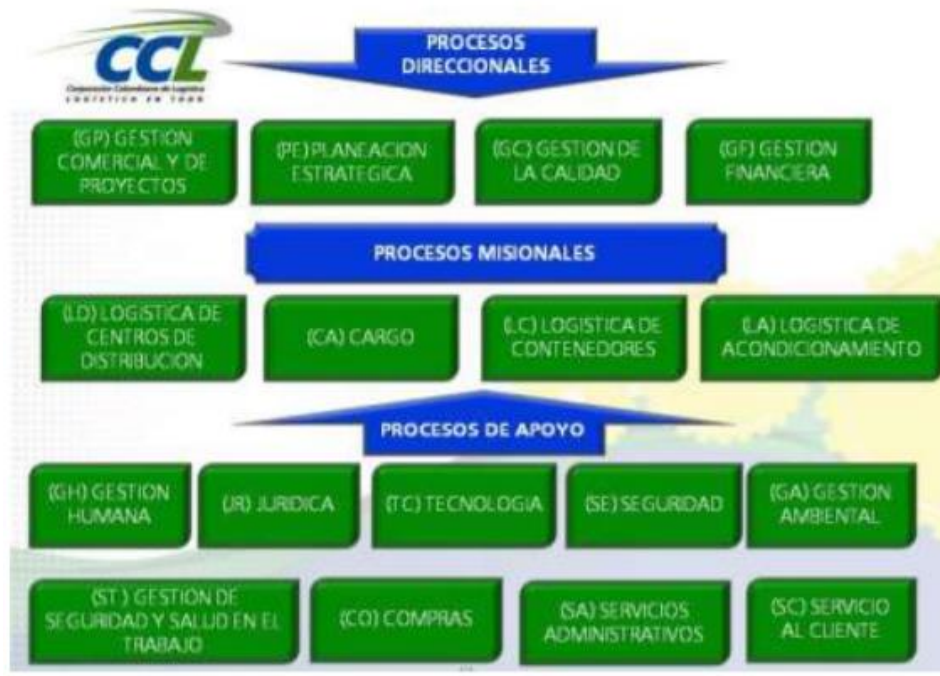 PROCESOS
DIRECCIONALES
CCL
Corporación Colombiana de Logística
LOGÍSTICO EN TODO
(GP) GESTION
COMERCIAL Y DE
PROYECTOS
(PE) PLANEACION
ESTRATEGICA
(GC) GESTION DE
LA CALIDAD
(GF) GESTION
FINANCIERA
PROCESOS MISIONALES
(LD) LOGISTICA DE
CENTROS DE
DISTRIBUCION
(CA) CARGO
(LC) LOGISTICA DE
CONTENEDORES
(LA) LOGISTICA DE
ACONDICIONAMIENTO
PROCESOS DE APOYO
(GH) GESTION
HUMANA
(JR) JURIDICA
(TC) TECNOLOGIA
(SE) SEGURIDAD
(GA) GESTION
AMBIENTAL
(ST ) GESTION DE
SEGURIDAD Y SALUD EN EL
TRABAJO
(CO) COMPRAS
(SA) SERVICIOS
ADMINISTRATIVOS
(SC) SERVICIO
AL CLIENTE